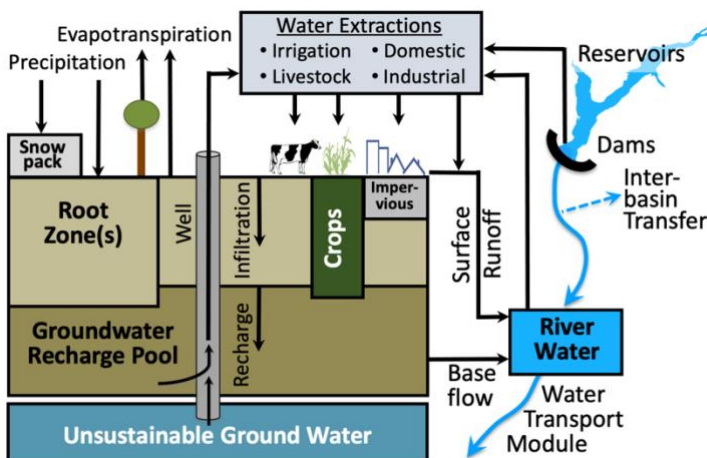 Evapotranspiration
Precipitation
Water Extractions
• Irrigation
• Domestic
• Livestock
• Industrial
Reservoirs
Dams
Inter-
basin
Transfer
Snow
pack
Root
Zone(s)
Well
Infiltration
Crops
Imper-
vious
Surface
Runoff
Groundwater
Recharge Pool
Recharge
Base
flow
River
Water
Water
Transport
Module
Unsustainable Ground Water